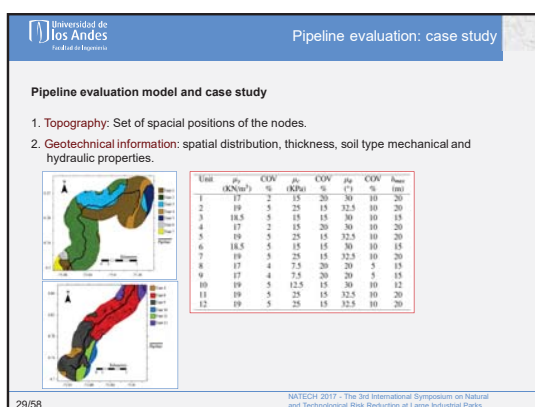 Universidad de
los Andes
Facultad de Ingeniería
Pipeline evaluation: case study
Pipeline evaluation model and case study
1. Topography: Set of spacial positions of the nodes.
2. Geotechnical information: spatial distribution, thickness, soil type mechanical and
hydraulic properties.
Unit μγ COV μc COV μφ COV hmax
(KN/m³) % (KPa) % (°) % (m)
1 17 2 15 20 30 10 20
2 19 5 25 15 32.5 10 20
3 18.5 5 15 15 30 10 15
4 17 2 15 20 30 10 20
5 19 5 25 15 32.5 10 20
6 18.5 5 15 15 30 10 15
7 19 5 25 15 32.5 10 20
8 17 4 7.5 20 20 5 15
9 17 4 7.5 20 20 5 15
10 19 5 12.5 15 30 10 12
11 19 5 25 15 32.5 10 20
12 19 5 25 15 32.5 10 20
29/58
NATECH 2017 - The 3rd International Symposium on Natural
and Technological Risk Reduction at Large Industrial Parks